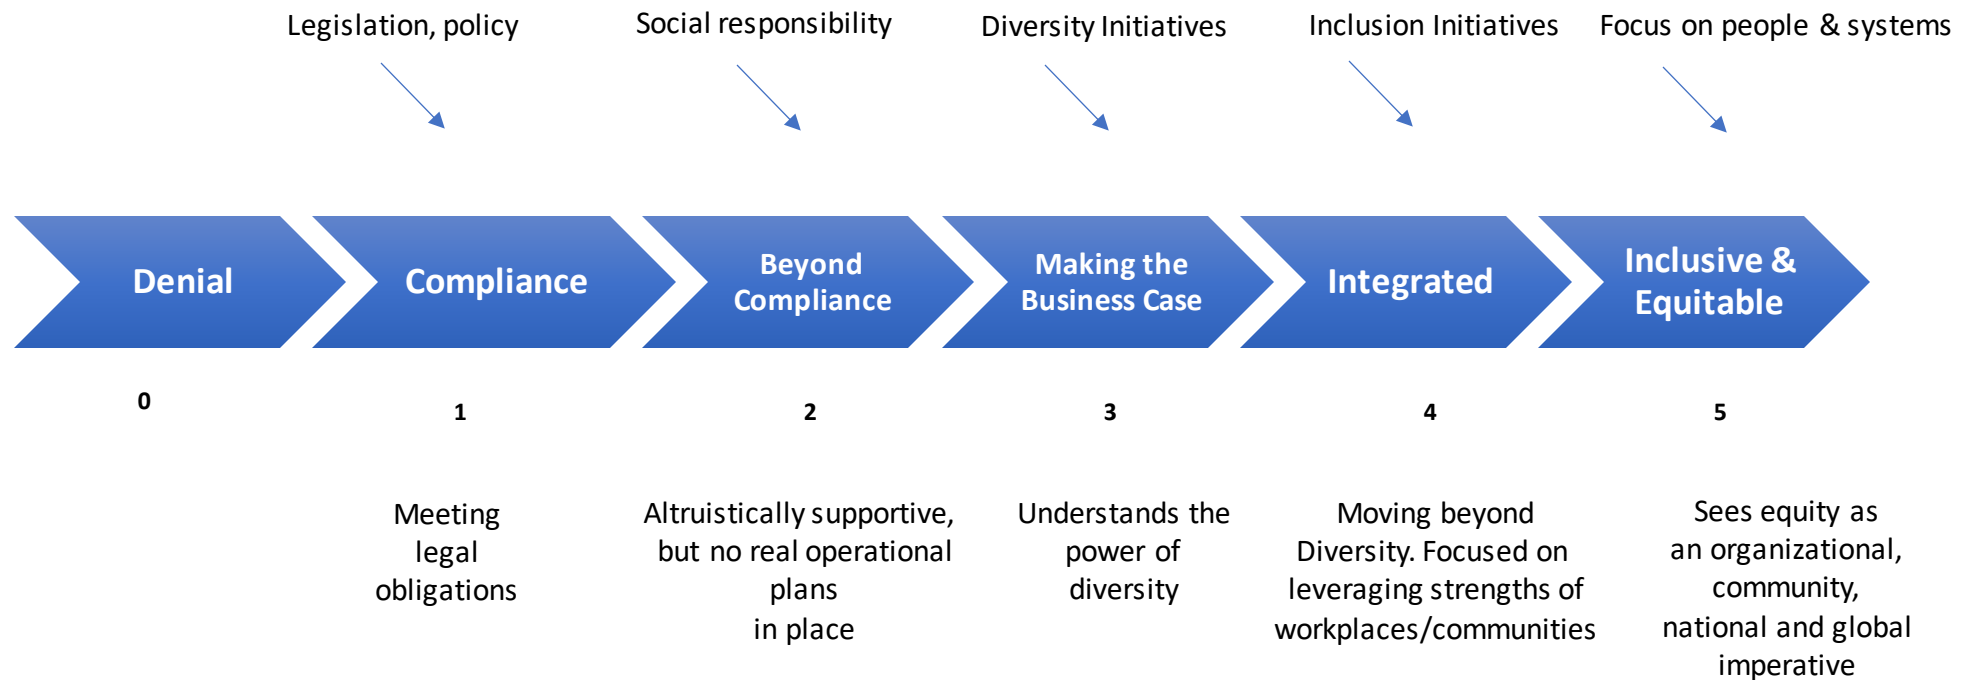 Legislation, policy
Social responsibility
Diversity Initiatives
Inclusion Initiatives
Focus on people & systems
Denial
Compliance
Beyond
Compliance
Making the
Business Case
Integrated
Inclusive &
Equitable
0
1
2
3
4
5
Meeting
legal
obligations
Altruistically supportive,
but no real operational
plans
in place
Understands the
power of
diversity
Moving beyond
Diversity. Focused on
leveraging strengths of
workplaces/communities
Sees equity as
an organizational,
community,
national and global
imperative